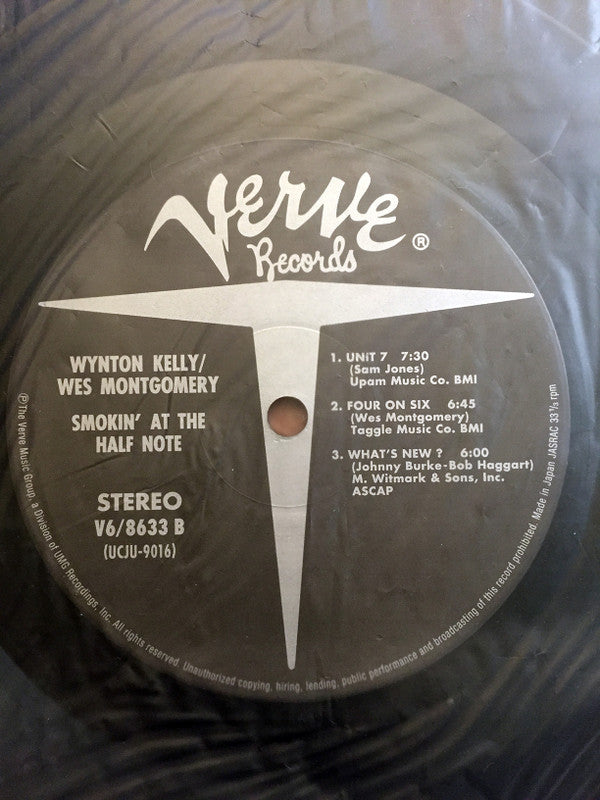 Verve
Records ®
WYNTON KELLY/
WES MONTGOMERY
SMOKIN' AT THE
HALF NOTE
STEREO
V6/8633 B
(UCJU-9016)
1. UNiT 7 7:30
(Sam Jones)
Upam Music Co. BMI
2. FOUR ON SIX 6:45
(Wes Montgomery)
Taggle Music Co. BMI
3. WHAT'S NEW ? 6:00
(Johnny Burke-Bob Haggart)
M. Witmark & Sons, Inc.
ASCAP
℗The Verve Music Group, a Division of UMG Recordings, Inc. All rights reserved. Unauthorized copying, hiring, lending, public performance and broadcasting of this record prohibited. Made in Japan JASRAC 33 ⅓ rpm